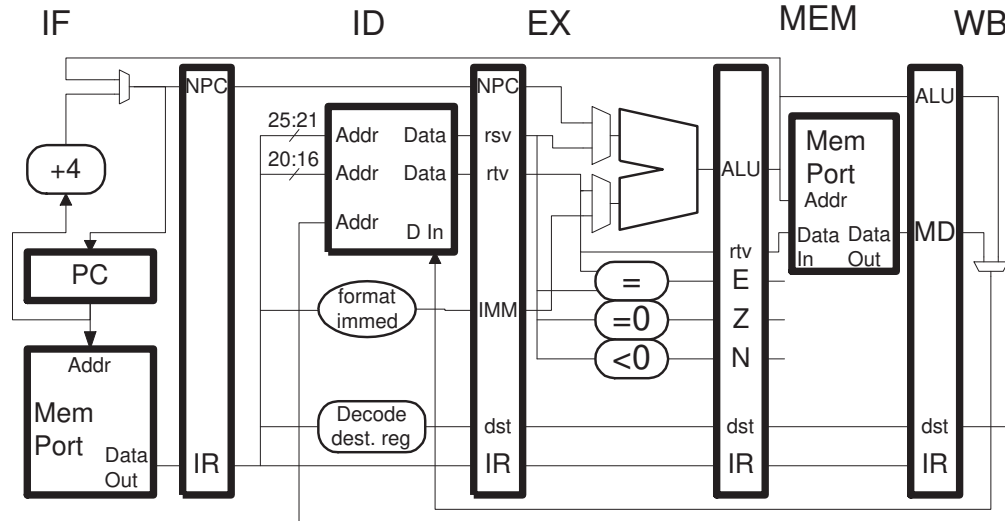 IF ID EX MEM WB
NPC NPC ALU
25:21 Addr Data rsv
20:16 Addr Data rtv ALU
+4
Mem
Port
Addr
Addr
D In
rtv
Data
In
Data
Out
MD
PC
=
E
format
immed
IMM
=0
Z
<0
N
Addr
Mem
Port
Data
Out
Decode
dest. reg
dst dst dst
IR IR IR IR